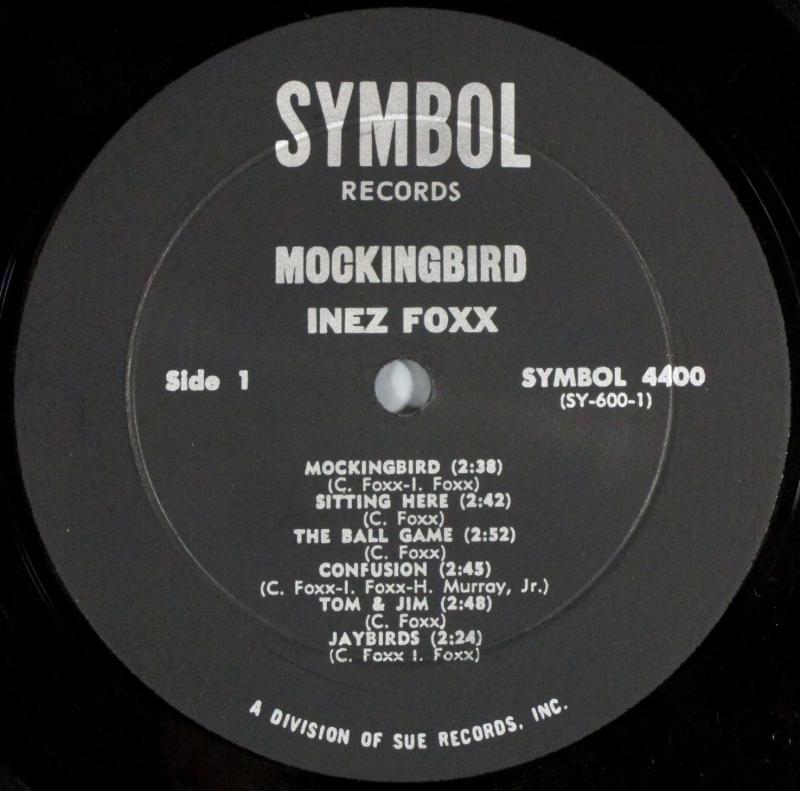 SYMBOL
RECORDS
MOCKINGBIRD
INEZ FOXX
Side 1
SYMBOL 4400
(SY-600-1)
MOCKINGBIRD (2:38)
(C. Foxx-I. Foxx)
SITTING HERE (2:42)
(C. Foxx)
THE BALL GAME (2:52)
(C. Foxx)
CONFUSION (2:45)
(C. Foxx-I. Foxx-H. Murray, Jr.)
TOM & JIM (2:48)
(C. Foxx)
JAYBIRDS (2:24)
(C. Foxx I. Foxx)
A DIVISION OF SUE RECORDS, INC.